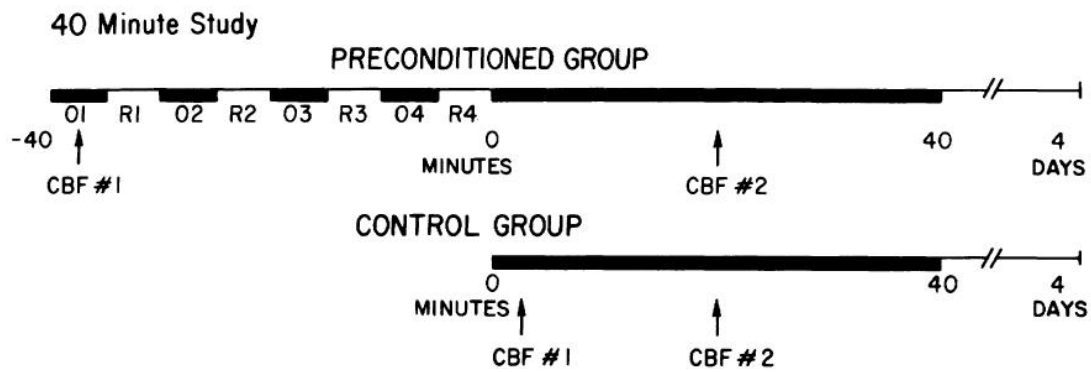 40 Minute Study
PRECONDITIONED GROUP
O1 R1 O2 R2 O3 R3 O4 R4
-40 0 40 4
MINUTES DAYS
CBF #1 CBF #2
CONTROL GROUP
0 40 4
MINUTES DAYS
CBF #1 CBF #2